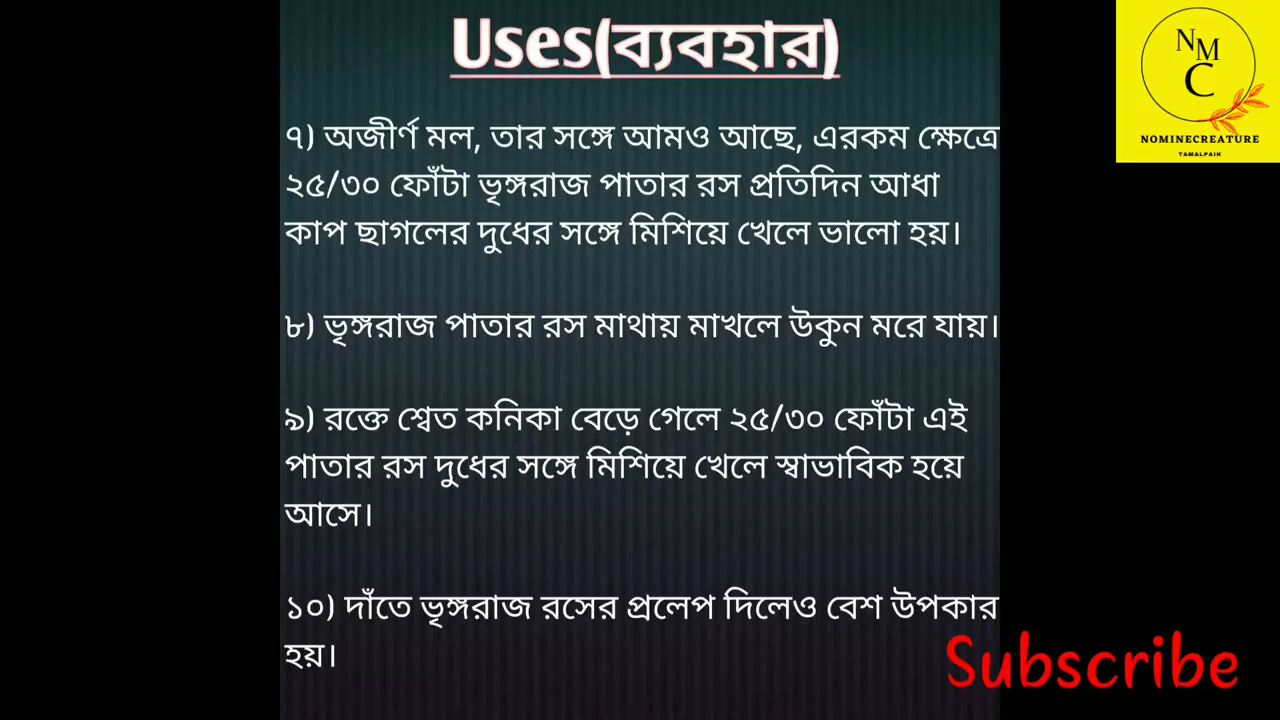 Uses(ব্যবহার)
৭) অজীর্ণ মল, তার সঙ্গে আমও আছে, এরকম ক্ষেত্রে
২৫/৩০ ফোঁটা ভৃঙ্গরাজ পাতার রস প্রতিদিন আধা
কাপ ছাগলের দুধের সঙ্গে মিশিয়ে খেলে ভালো হয়।
৮) ভৃঙ্গরাজ পাতার রস মাথায় মাখলে উকুন মরে যায়।
৯) রক্তে শ্বেত কনিকা বেড়ে গেলে ২৫/৩০ ফোঁটা এই
পাতার রস দুধের সঙ্গে মিশিয়ে খেলে স্বাভাবিক হয়ে
আসে।
১০) দাঁতে ভৃঙ্গরাজ রসের প্রলেপ দিলেও বেশ উপকার
হয়।
NM
C
NOMINECREATURE
TAMALPAIK
Subscribe